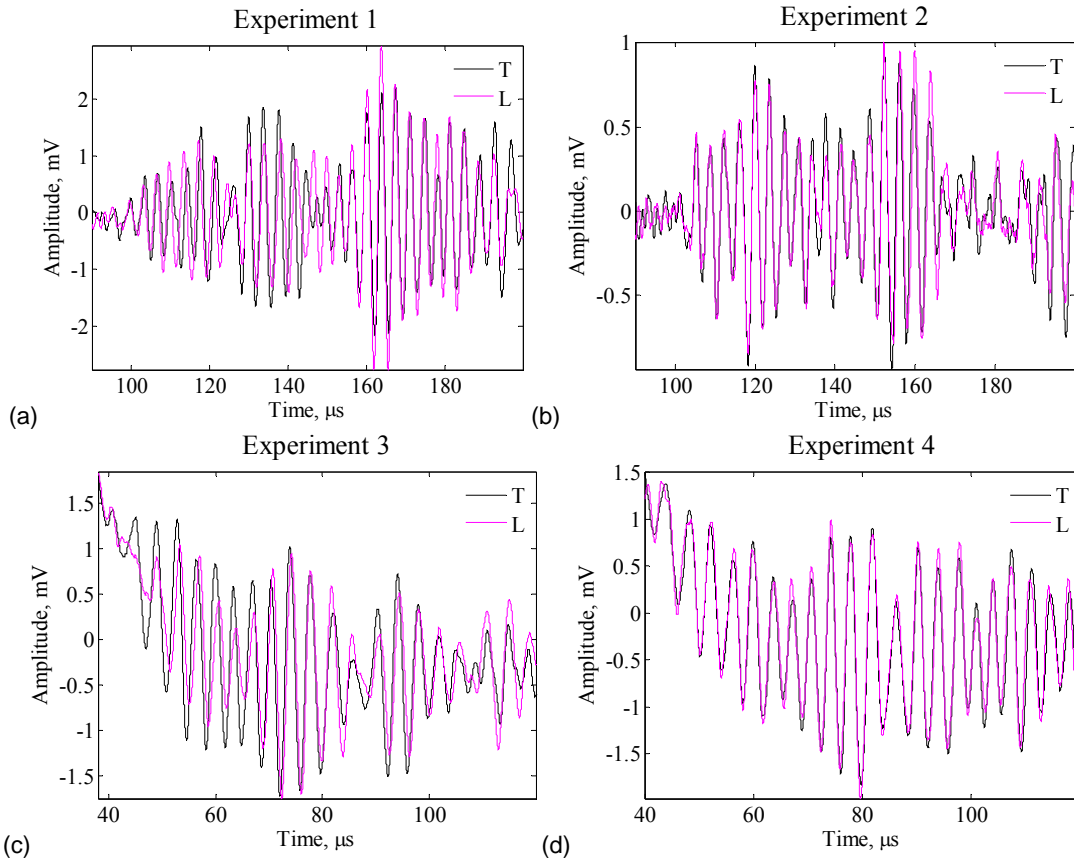 Experiment 1
T
L
2
1
0
-1
-2
Amplitude, mV
100
120
140
160
180
Time, μs
(a)
Experiment 2
T
L
1
0.5
0
-0.5
Amplitude, mV
100
120
140
160
180
Time, μs
(b)
Experiment 3
T
L
1.5
1
0.5
0
-0.5
-1
-1.5
Amplitude, mV
40
60
80
100
Time, μs
(c)
Experiment 4
T
L
1.5
1
0.5
0
-0.5
-1
-1.5
Amplitude, mV
40
60
80
100
Time, μs
(d)